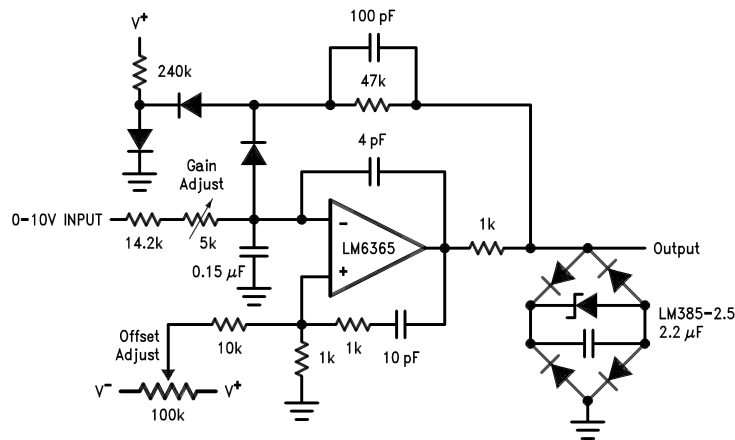 V+
240k
100 pF
47k
4 pF
Gain
Adjust
0-10V INPUT
14.2k
5k
0.15 µF
-
LM6365
+
1k
Output
LM385-2.5
2.2 µF
Offset
Adjust
10k
1k
1k
10 pF
V-
V+
100k